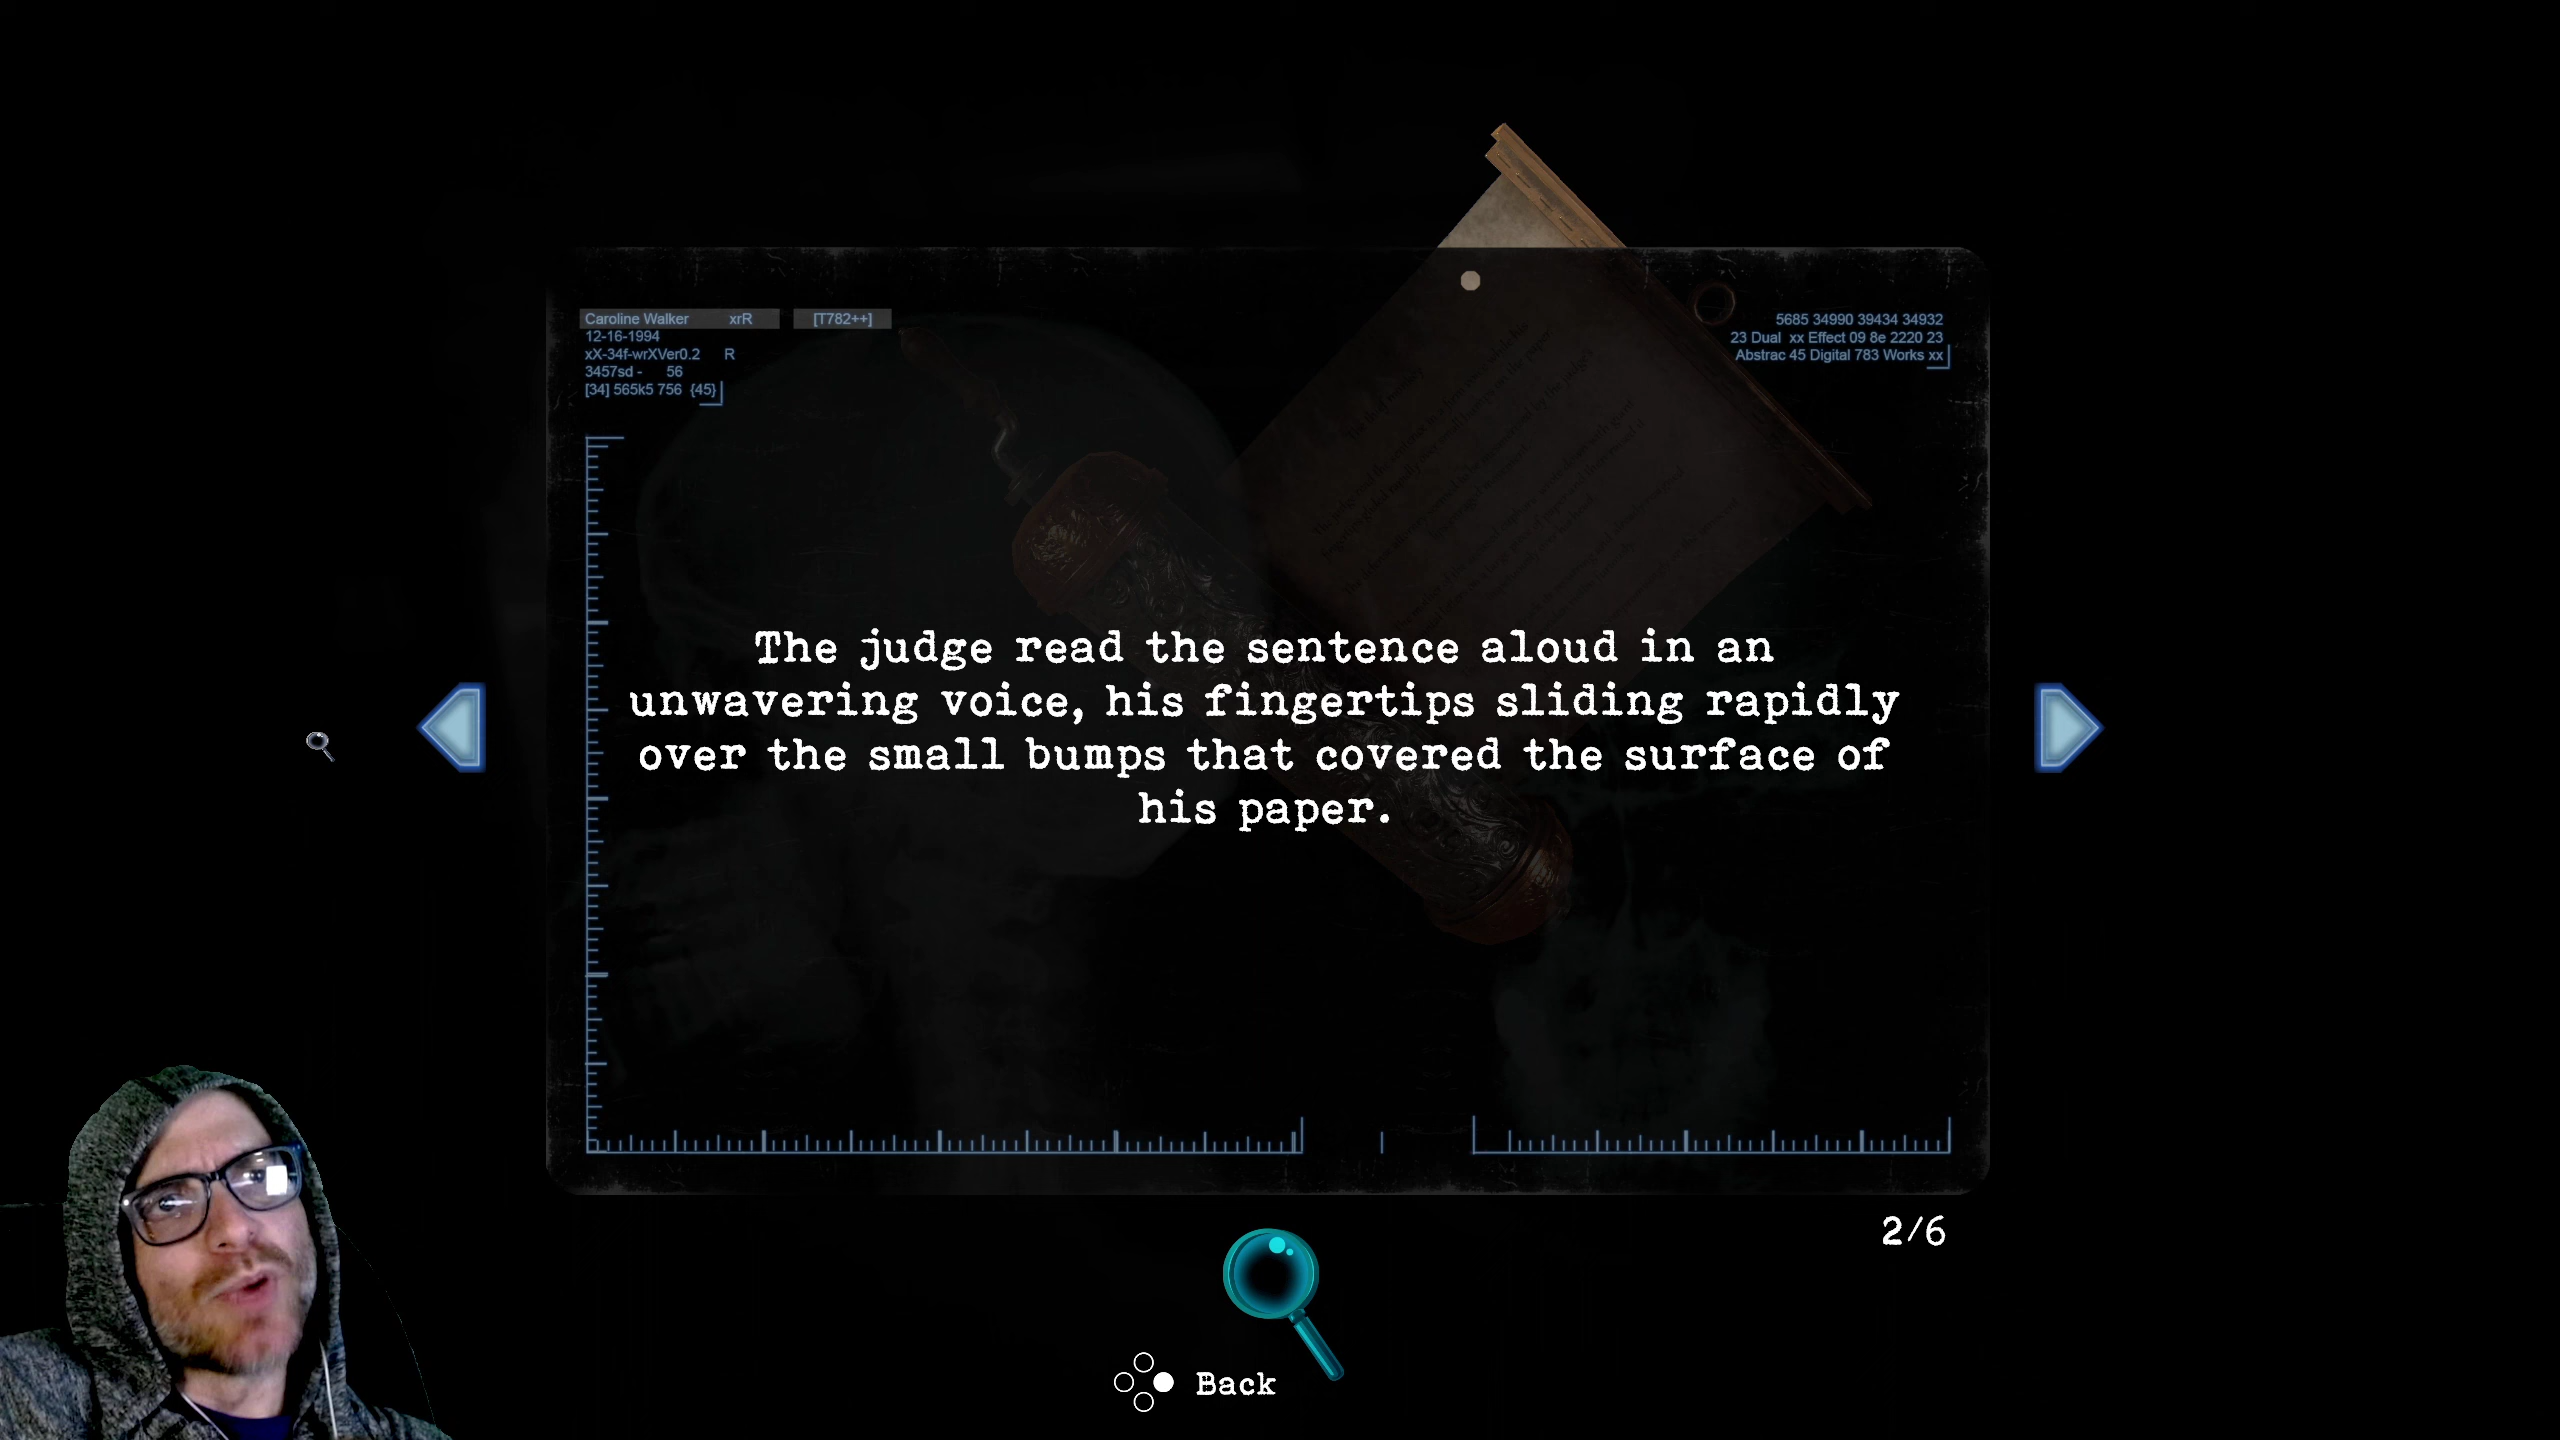 Caroline Walker xrR [T782++]
12-16-1994
xX-34f-wrXVer0.2 R
3457sd - 56
[34] 565k5 756 {45}
5685 34990 39434 34932
23 Dual xx Effect 09 8e 2220 23
Abstrac 45 Digital 783 Works xx
The judge read the sentence aloud in an
unwavering voice, his fingertips sliding rapidly
over the small bumps that covered the surface of
his paper.
2/6
Back